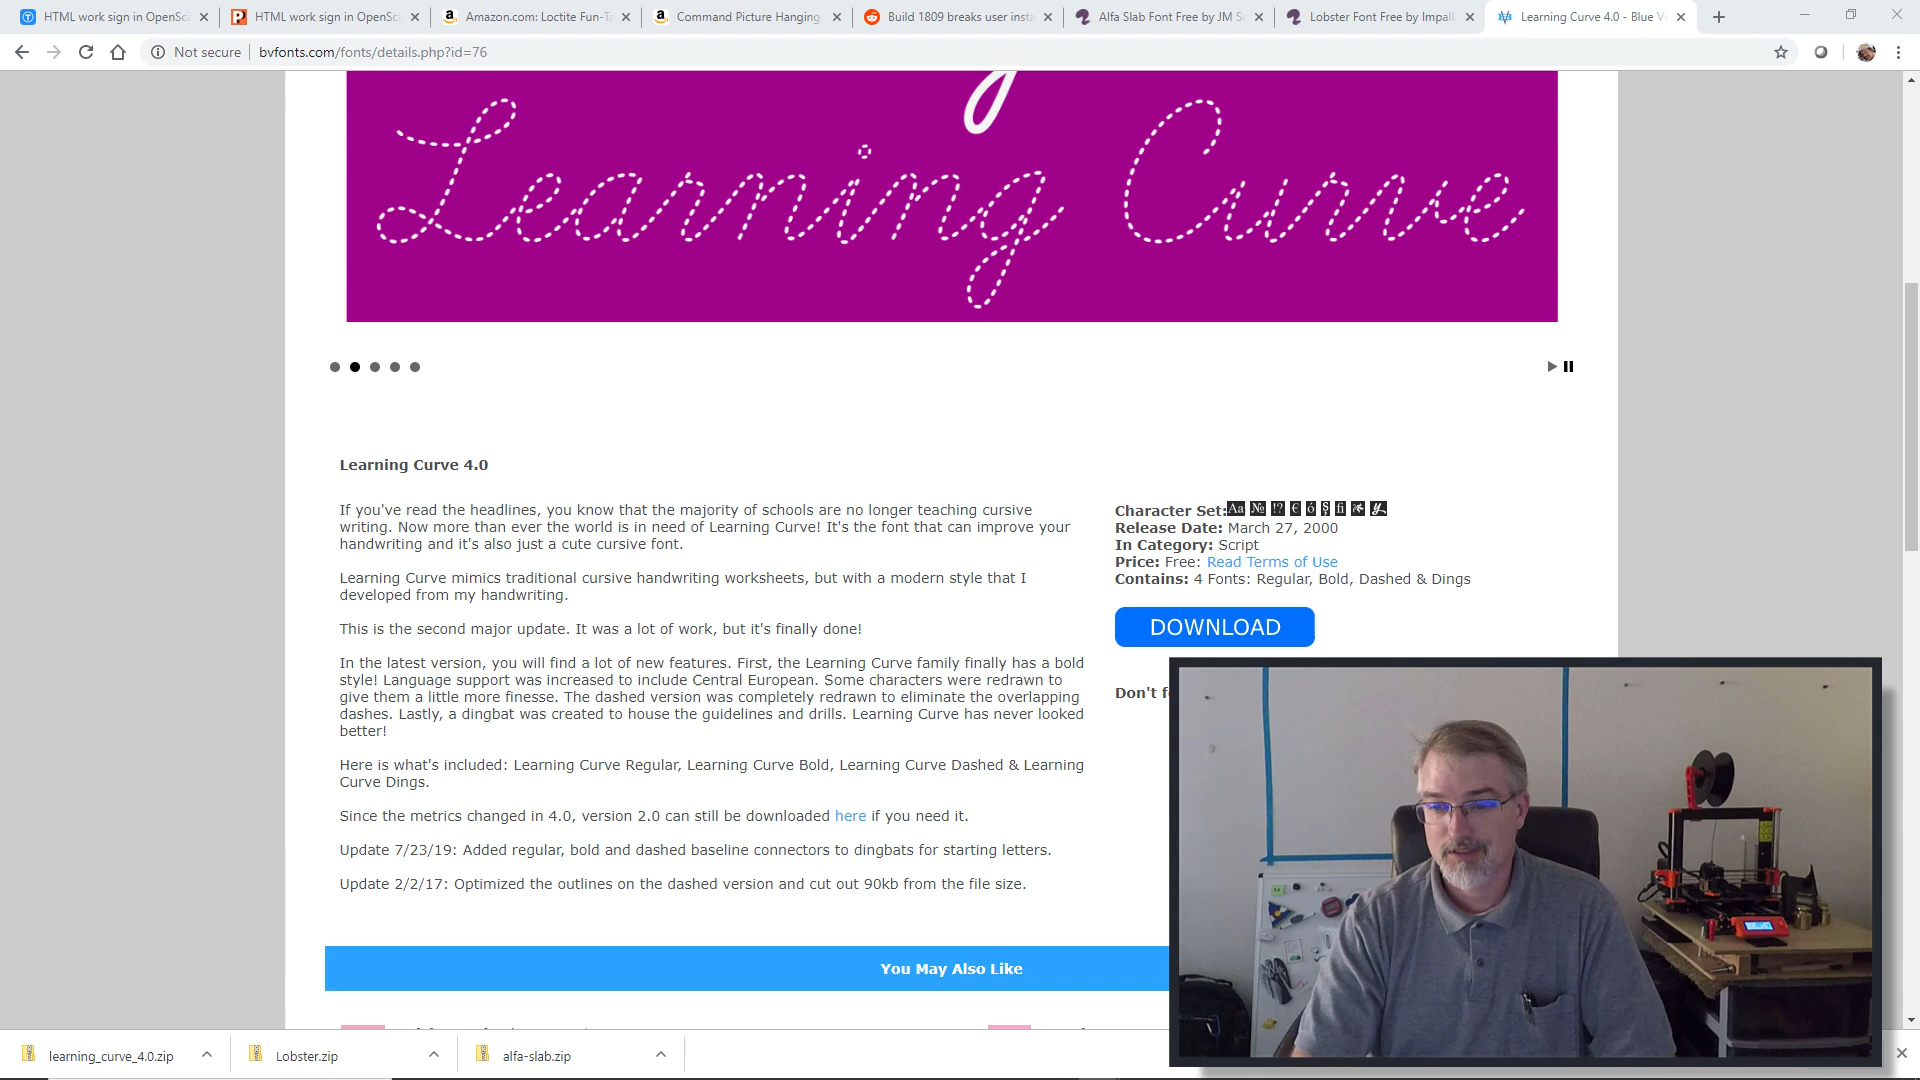 HTML work sign in OpenSc
HTML work sign in OpenSc
Amazon.com: Loctite Fun-T
Command Picture Hanging
Build 1809 breaks user insta
Alfa Slab Font Free by JM S
Lobster Font Free by Impall
Learning Curve 4.0 - Blue V
Not secure
bvfonts.com/fonts/details.php?id=76
Learning Curve
Learning Curve 4.0
If you've read the headlines, you know that the majority of schools are no longer teaching cursive
writing. Now more than ever the world is in need of Learning Curve! It's the font that can improve your
handwriting and it's also just a cute cursive font.
Learning Curve mimics traditional cursive handwriting worksheets, but with a modern style that I
developed from my handwriting.
This is the second major update. It was a lot of work, but it's finally done!
In the latest version, you will find a lot of new features. First, the Learning Curve family finally has a bold
style! Language support was increased to include Central European. Some characters were redrawn to
give them a little more finesse. The dashed version was completely redrawn to eliminate the overlapping
dashes. Lastly, a dingbat was created to house the guidelines and drills. Learning Curve has never looked
better!
Here is what's included: Learning Curve Regular, Learning Curve Bold, Learning Curve Dashed & Learning
Curve Dings.
Since the metrics changed in 4.0, version 2.0 can still be downloaded here if you need it.
Update 7/23/19: Added regular, bold and dashed baseline connectors to dingbats for starting letters.
Update 2/2/17: Optimized the outlines on the dashed version and cut out 90kb from the file size.
Character Set: Aa № !? € ó Ş fi
Release Date: March 27, 2000
In Category: Script
Price: Free: Read Terms of Use
Contains: 4 Fonts: Regular, Bold, Dashed & Dings
DOWNLOAD
Don't f
You May Also Like
learning_curve_4.0.zip
Lobster.zip
alfa-slab.zip